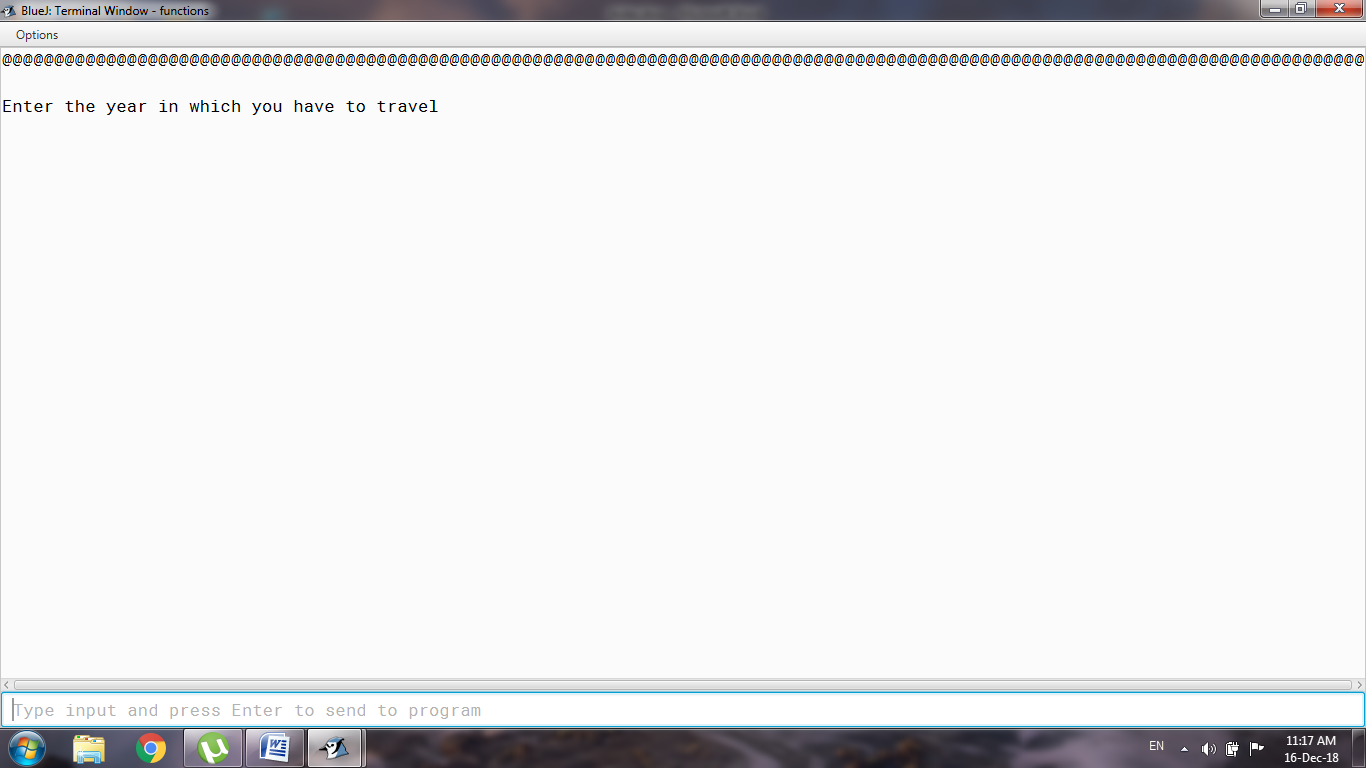 BlueJ: Terminal Window - functions
Options
@@@@@@@@@@@@@@@@@@@@@@@@@@@@@@@@@@@@@@@@@@@@@@@@@@@@@@@@@@@@@@@@@@@@@@@@@@@@@@@@@@@@@@@@@@@@@@@@@@@@@@@@@@@@@@@@@@@@@@@@@@@@@@@@@@@
Enter the year in which you have to travel
Type input and press Enter to send to program
EN
11:17 AM
16-Dec-18